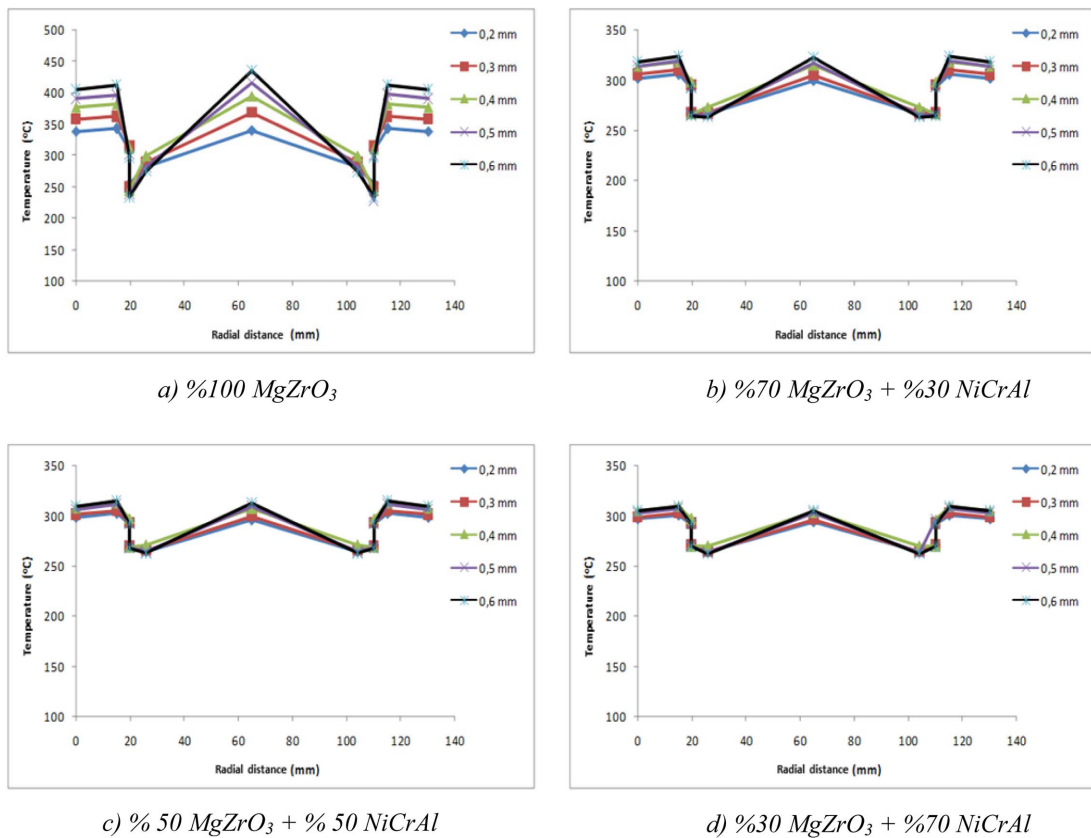 500
450
400
350
300
250
200
150
100
Temperature (°C)
0 20 40 60 80 100 120 140
Radial distance (mm)
0,2 mm
0,3 mm
0,4 mm
0,5 mm
0,6 mm
a) %100 MgZrO₃
350
300
250
200
150
100
Temperature (°C)
0 20 40 60 80 100 120 140
Radial distance (mm)
0,2 mm
0,3 mm
0,4 mm
0,5 mm
0,6 mm
b) %70 MgZrO₃ + %30 NiCrAl
350
300
250
200
150
100
Temperature (°C)
0 20 40 60 80 100 120 140
Radial distance (mm)
0,2 mm
0,3 mm
0,4 mm
0,5 mm
0,6 mm
c) % 50 MgZrO₃ + % 50 NiCrAl
350
300
250
200
150
100
Temperature (°C)
0 20 40 60 80 100 120 140
Radial distance (mm)
0,2 mm
0,3 mm
0,4 mm
0,5 mm
0,6 mm
d) %30 MgZrO₃ + %70 NiCrAl